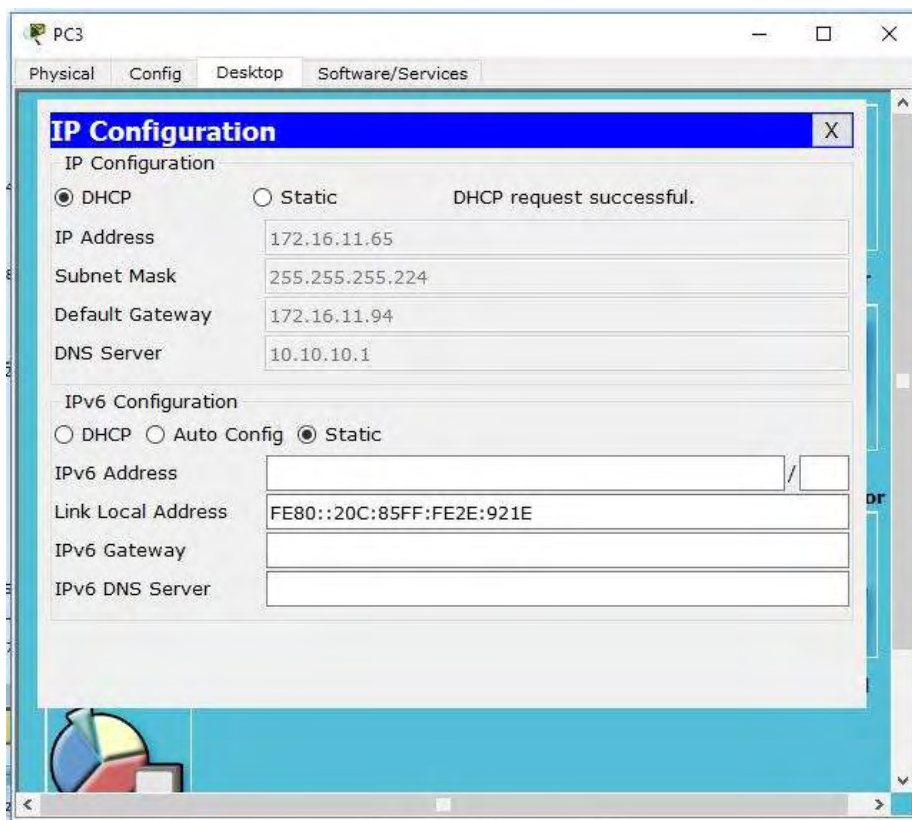 PC3
Physical Config Desktop Software/Services
IP Configuration X
IP Configuration
DHCP Static DHCP request successful.
IP Address 172.16.11.65
Subnet Mask 255.255.255.224
Default Gateway 172.16.11.94
DNS Server 10.10.10.1
IPv6 Configuration
DHCP Auto Config Static
IPv6 Address /
Link Local Address FE80::20C:85FF:FE2E:921E
or
IPv6 Gateway
IPv6 DNS Server